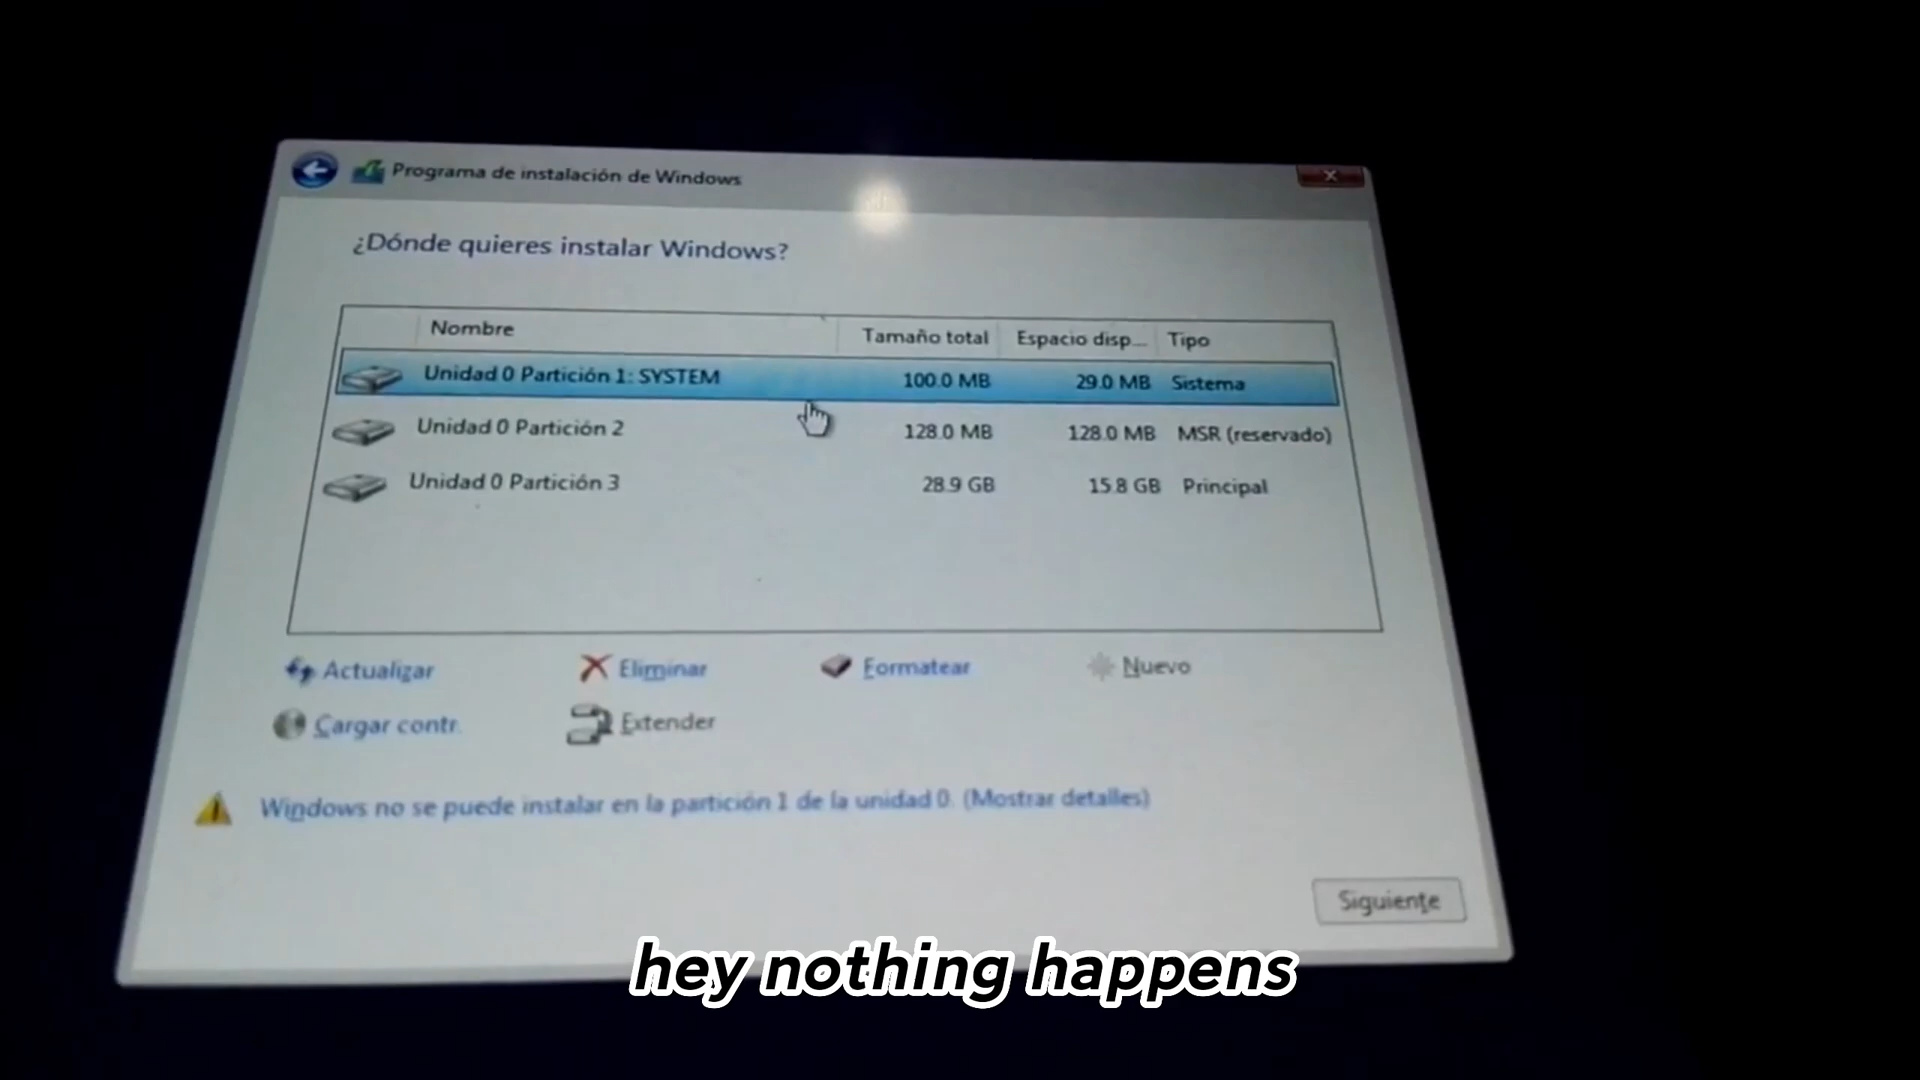 Programa de instalación de Windows
¿Dónde quieres instalar Windows?
Nombre Tamaño total Espacio disp... Tipo
Unidad 0 Partición 1: SYSTEM 100.0 MB 29.0 MB Sistema
Unidad 0 Partición 2 128.0 MB 128.0 MB MSR (reservado)
Unidad 0 Partición 3 28.9 GB 15.8 GB Principal
Actualizar Eliminar Formatear Nuevo
Cargar contr. Extender
Windows no se puede instalar en la partición 1 de la unidad 0. (Mostrar detalles)
Siguiente
hey nothing happens